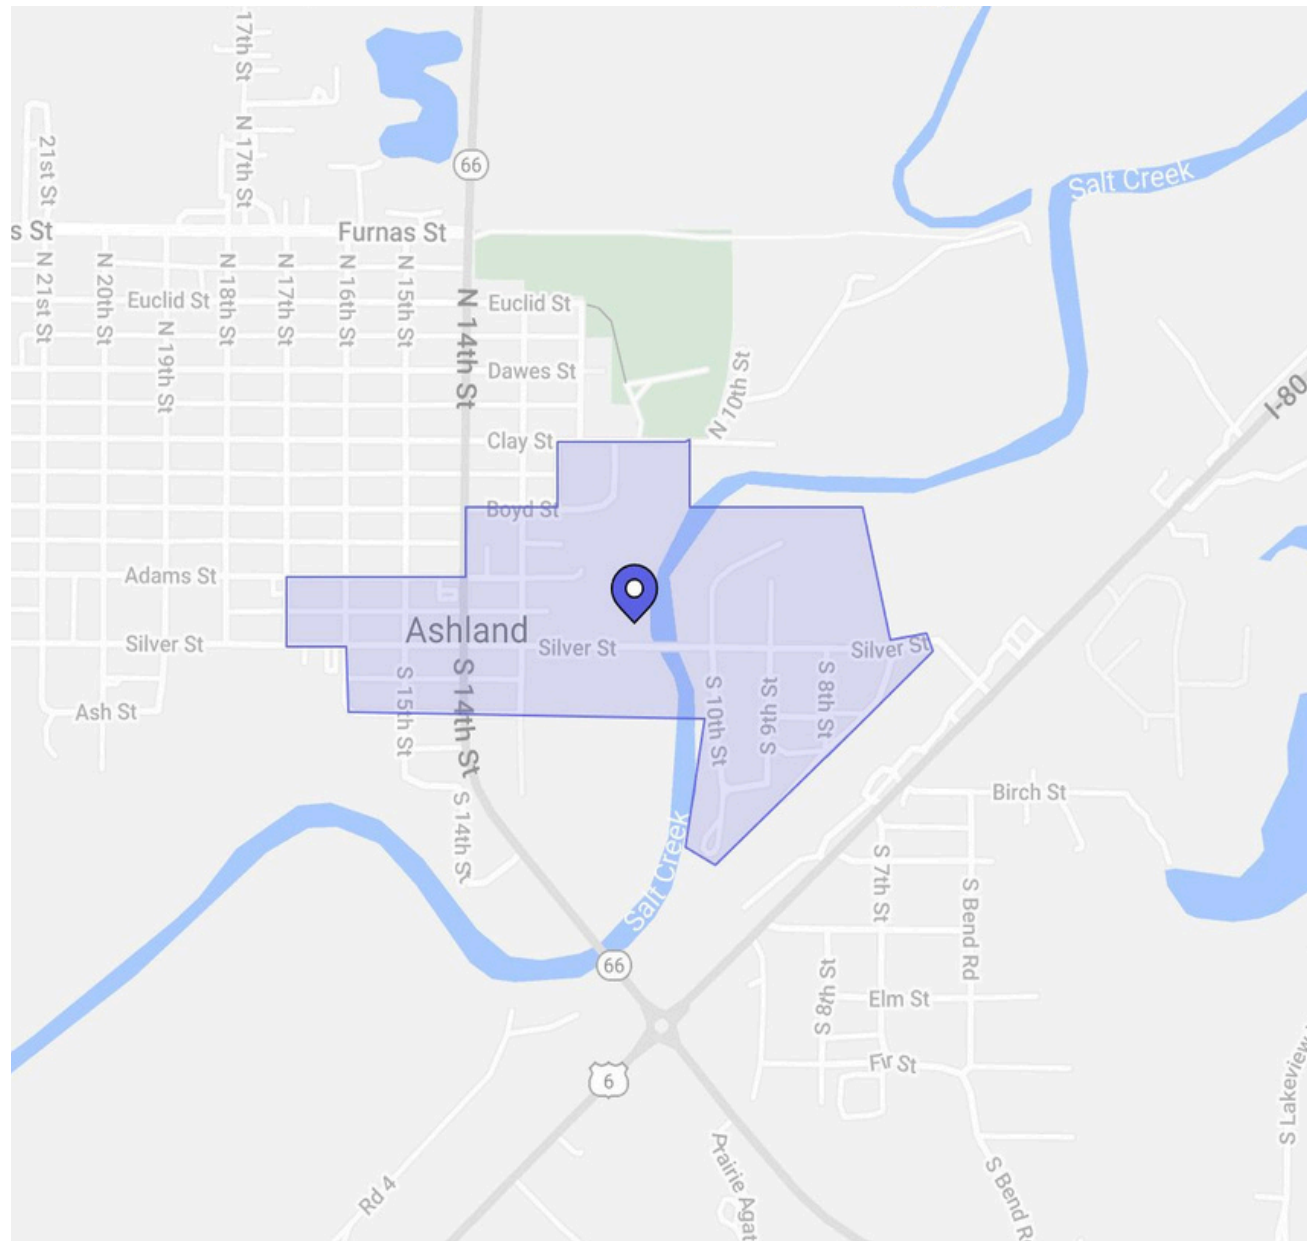 17th St
66
21st St
N 17th St
Salt Creek
s St
Furnas St
N 21st St
N 20th St
N 18th St
N 17th St
N 16th St
N 15th St
Euclid St
N 14th St
Euclid St
N 19th St
Dawes St
N 10th St
I-80
Clay St
Boyd St
Adams St
Ashland
Silver St
Silver St
Silver St
S 15th St
S 14th St
S 10th St
S 9th St
S 8th St
Ash St
S 14th St
Birch St
Salt Creek
S 7th St
S Bend Rd
66
S 8th St
Elm St
Fir St
6
S Lakeview
Rd 4
Prairie Agat
S Bend R